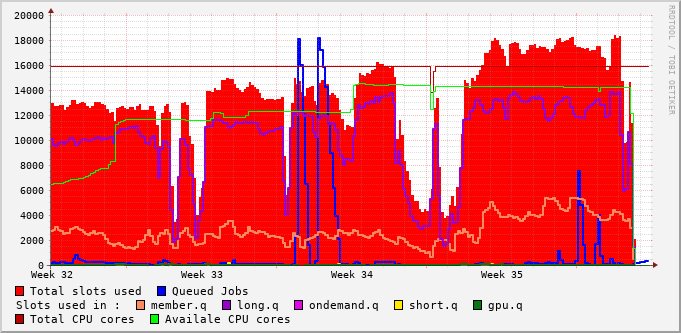 20000
18000
16000
14000
12000
10000
8000
6000
4000
2000
0
Week 32 Week 33 Week 34 Week 35
RRDTOOL / TOBI OETIKER
Total slots used Queued Jobs
Slots used in : member.q long.q ondemand.q short.q gpu.q
Total CPU cores Availale CPU cores